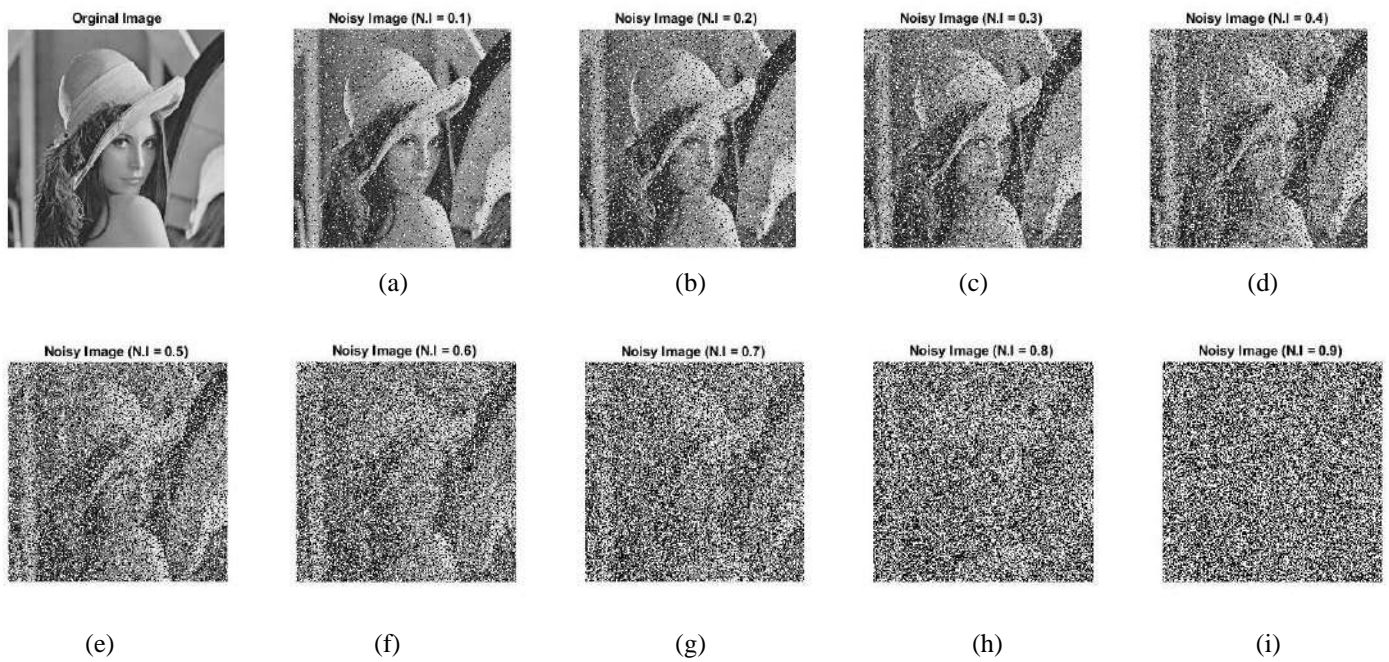 Orginal Image
Noisy Image (N.I = 0.1)
Noisy Image (N.I = 0.2)
Noisy Image (N.I = 0.3)
Noisy Image (N.I = 0.4)
(a)
(b)
(c)
(d)
Noisy Image (N.I = 0.5)
Noisy Image (N.I = 0.6)
Noisy Image (N.I = 0.7)
Noisy Image (N.I = 0.8)
Noisy Image (N.I = 0.9)
(e)
(f)
(g)
(h)
(i)